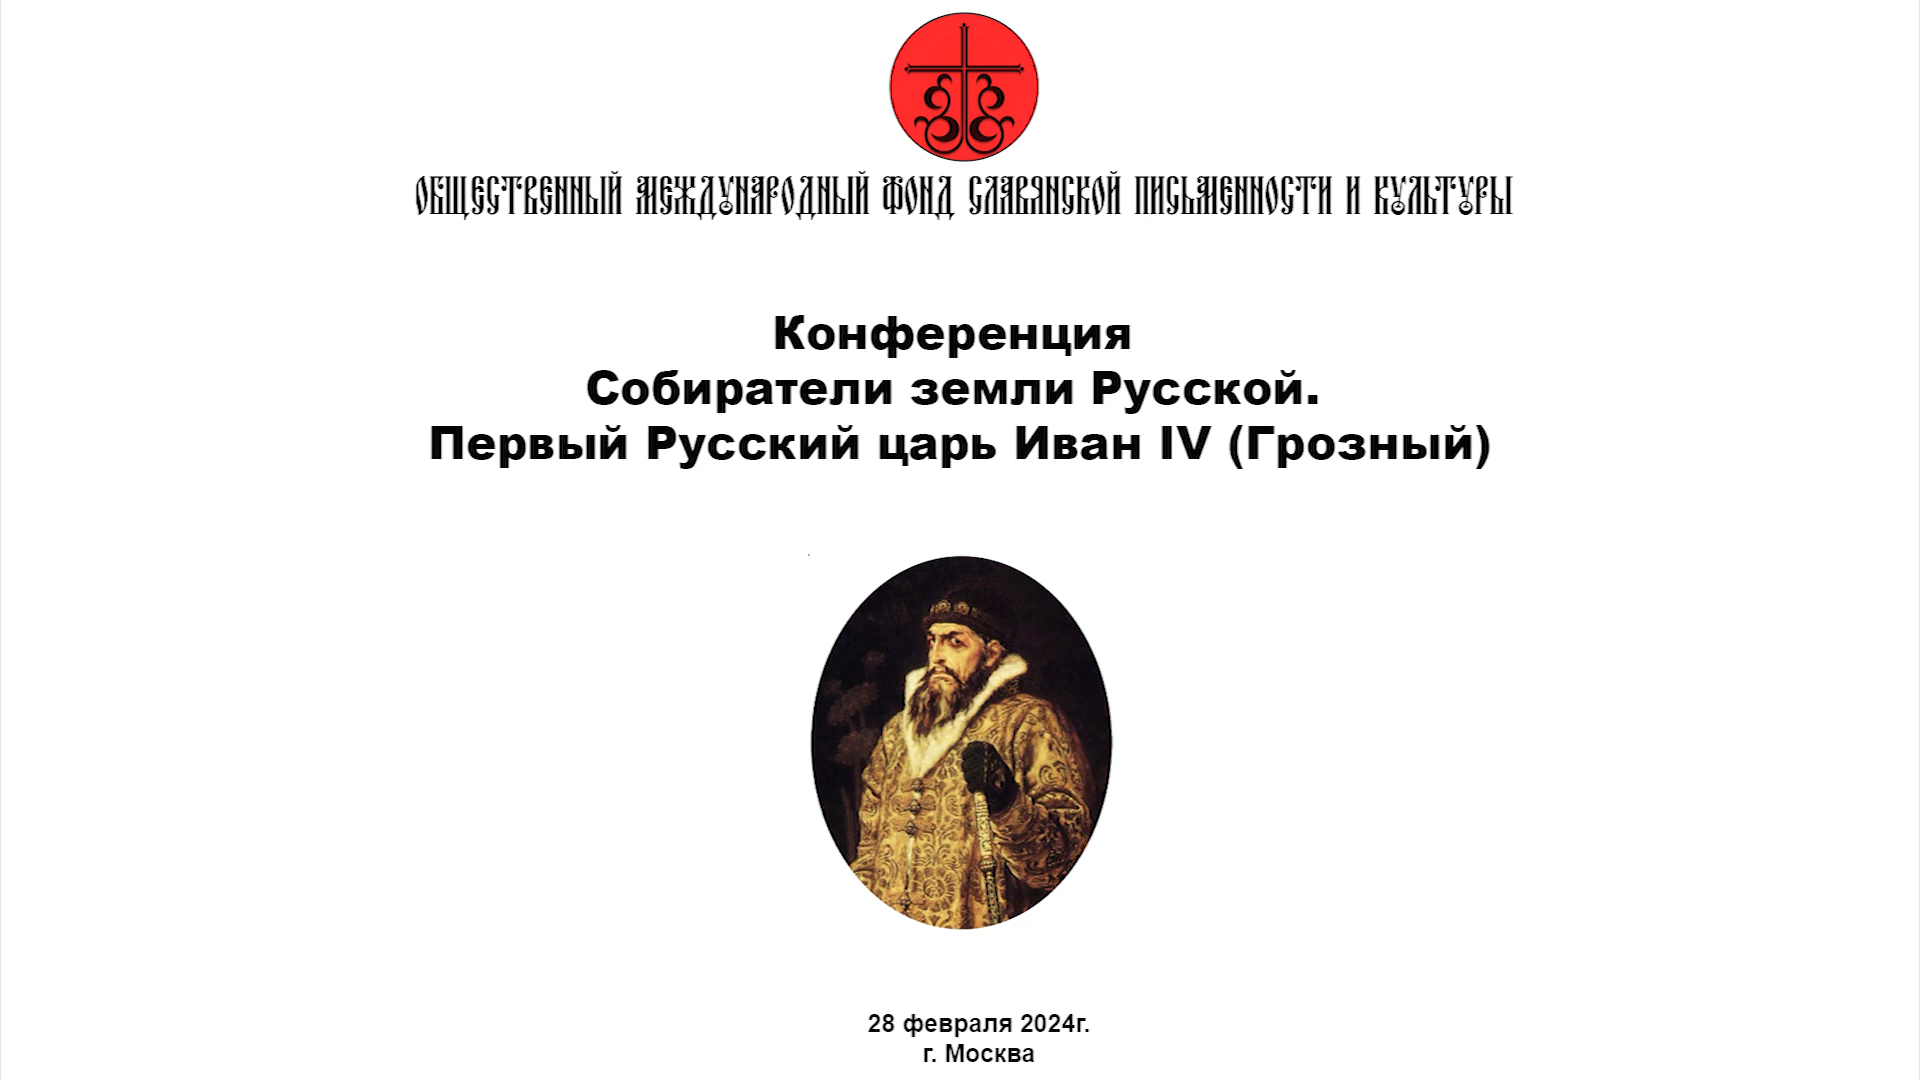 ОБЩЕСТВЕННЫЙ МЕЖДУНАРОДНЫЙ ФОНД СЛАВЯНСКОЙ ПИСЬМЕННОСТИ И КУЛЬТУРЫ
Конференция
Собиратели земли Русской.
Первый Русский царь Иван IV (Грозный)
28 февраля 2024г.
г. Москва